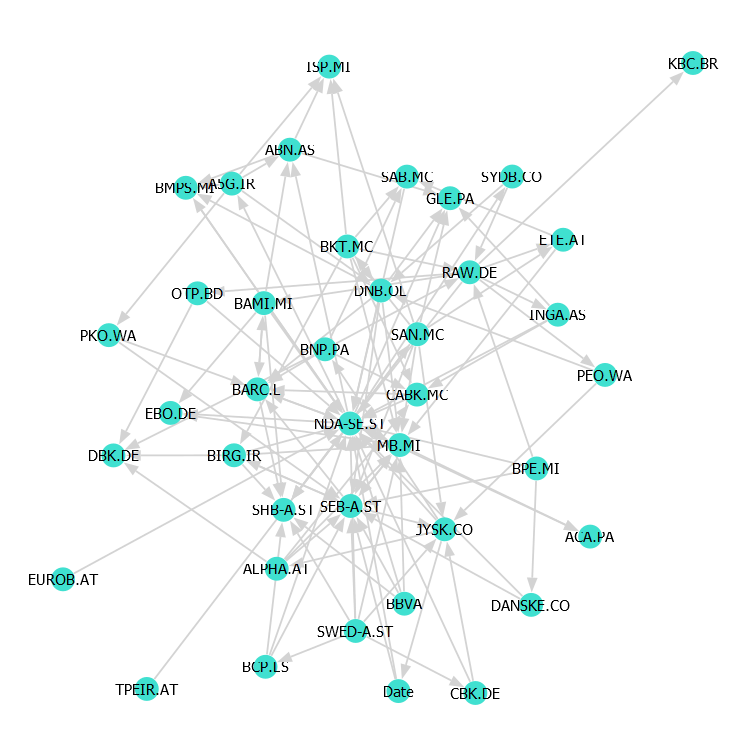 KBC.BR
ISP.MI
ABN.AS
SAB.MC
SYDB.CO
BMPS.MI
ASG.IR
GLE.PA
ETE.AT
BKT.MC
RAW.DE
DNB.OL
OTP.BD
BAMI.MI
INGA.AS
PKO.WA
SAN.MC
BNP.PA
PEO.WA
BARC.L
CABK.MC
EBO.DE
NDA-SE.ST
MB.MI
DBK.DE
BIRG.IR
BPE.MI
SHB-A.ST
SEB-A.ST
JYSK.CO
ACA.PA
ALPHA.AT
EUROB.AT
BBVA
DANSKE.CO
SWED-A.ST
BCP.LS
TPEIR.AT
Date
CBK.DE